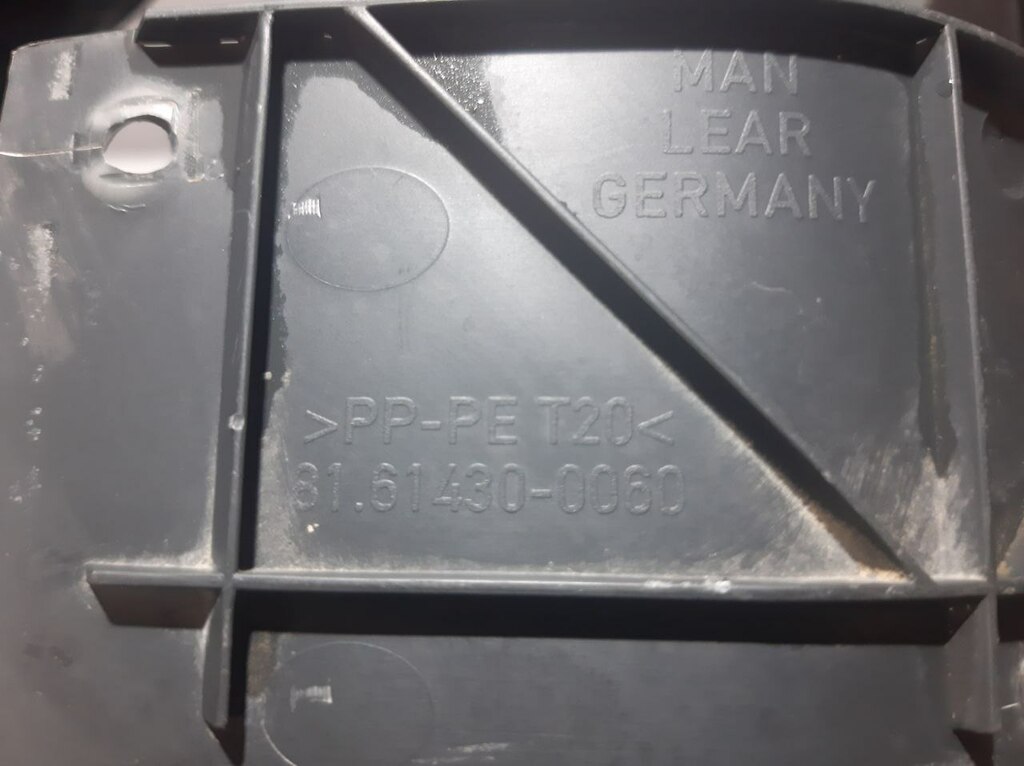 MAN
LEAR
GERMANY
>PP-PE T20<
81.61430-0060